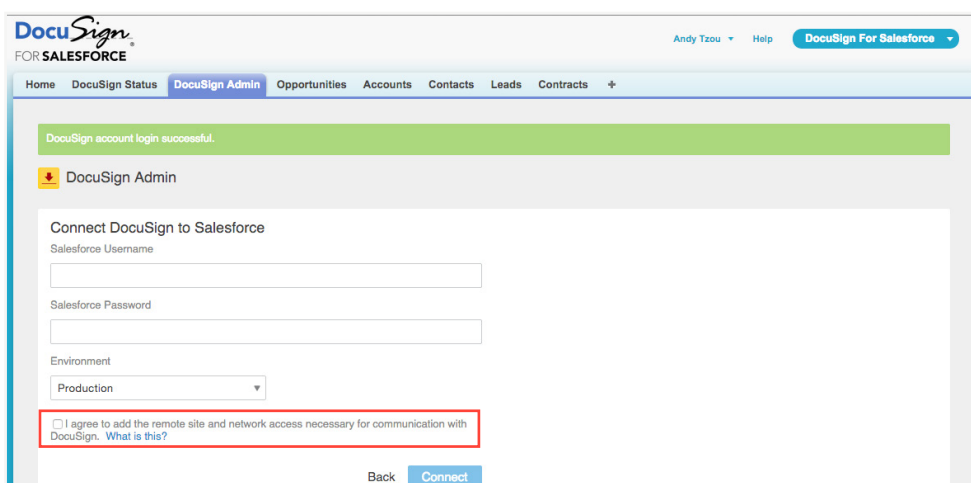 DocuSign
FOR SALESFORCE
Andy Tzou Help DocuSign For Salesforce
Home DocuSign Status DocuSign Admin Opportunities Accounts Contacts Leads Contracts +
DocuSign account login successful.
DocuSign Admin
Connect DocuSign to Salesforce
Salesforce Username
Salesforce Password
Environment
Production
I agree to add the remote site and network access necessary for communication with
DocuSign. What is this?
Back Connect